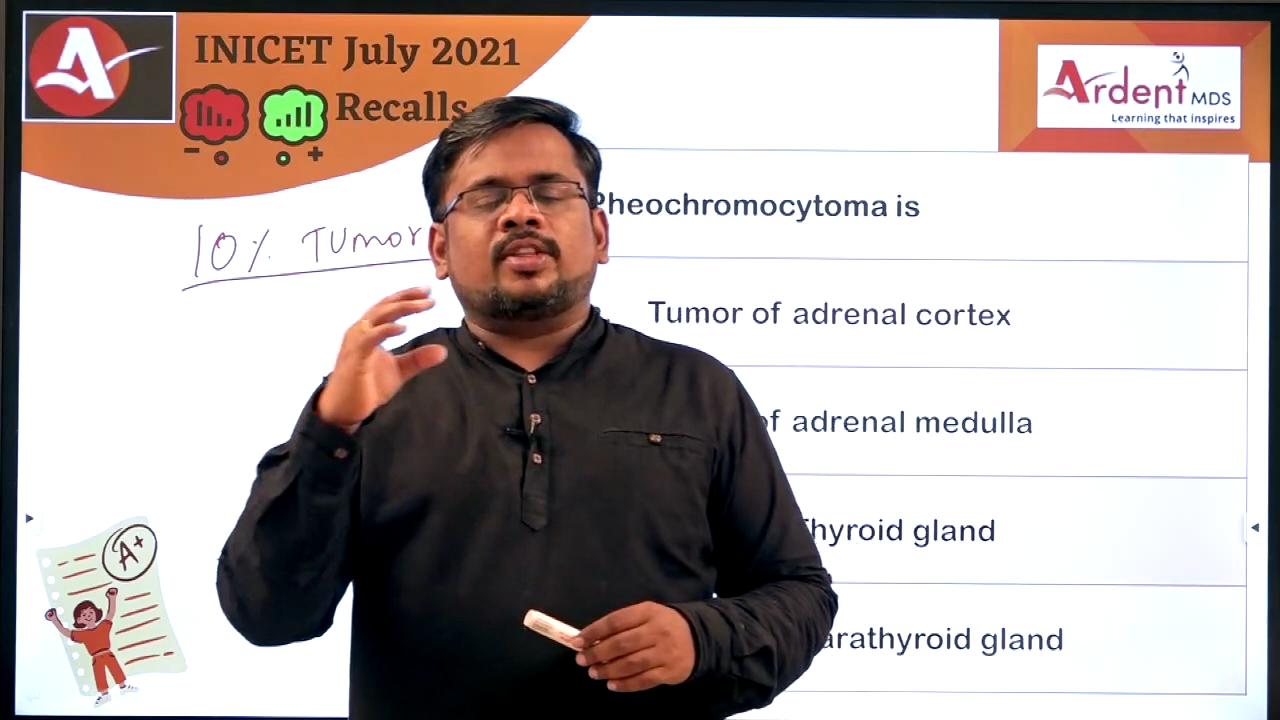 INICET July 2021
Recalls
Ardent MDS
Learning that inspires
10% Tumor
Pheochromocytoma is
Tumor of adrenal cortex
of adrenal medulla
Thyroid gland
arathyroid gland
A+